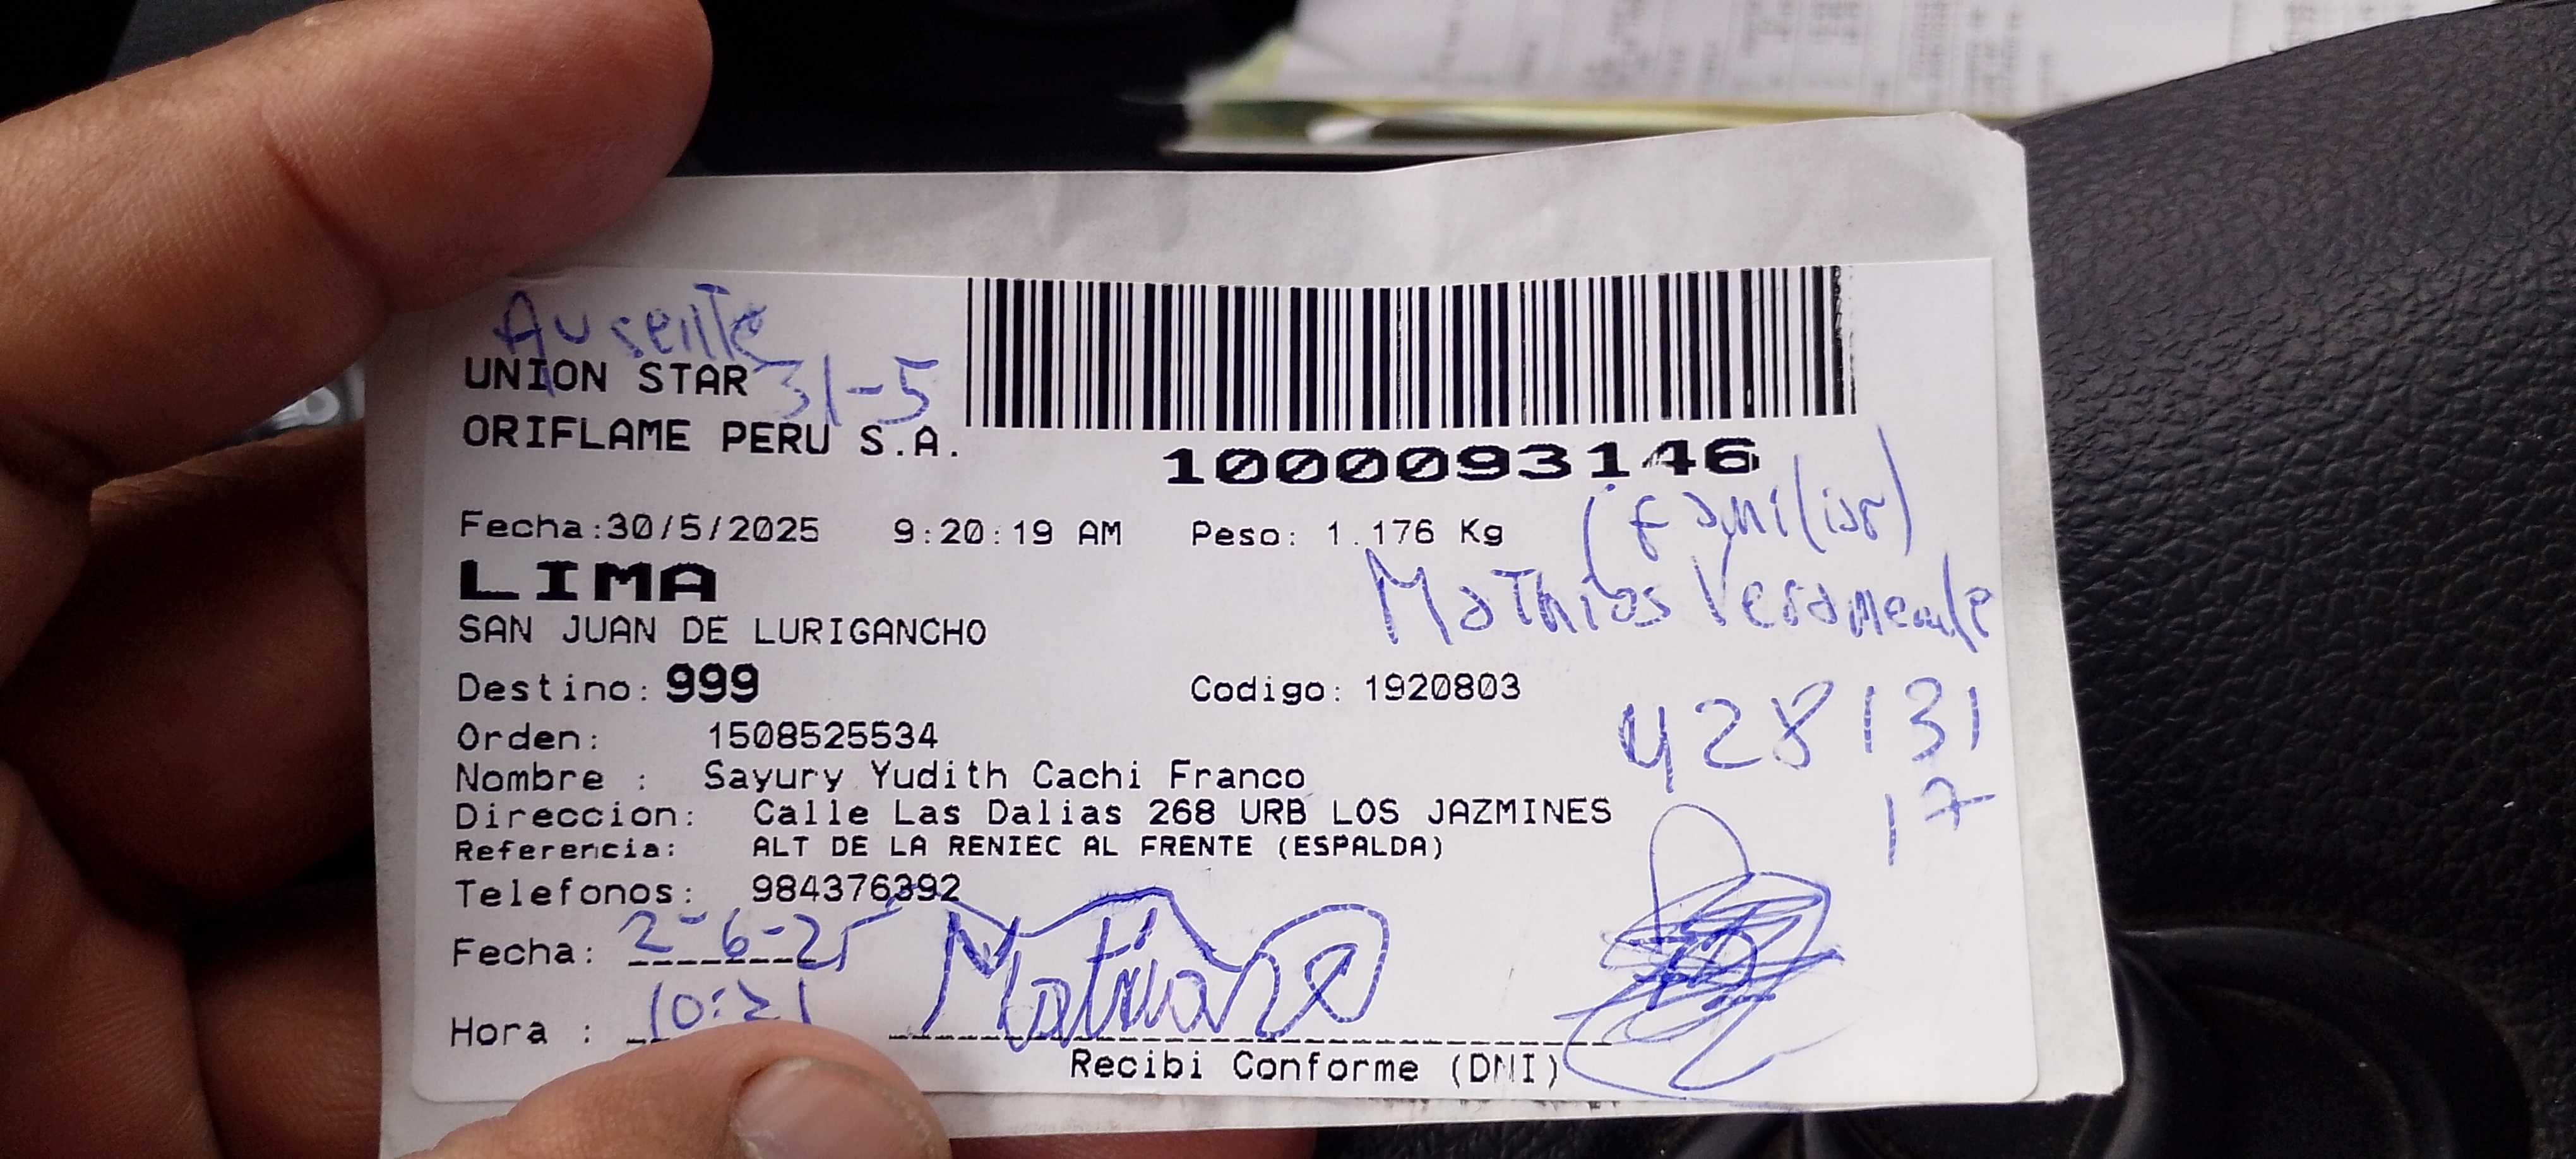 Ausente
31-5
UNION STAR
ORIFLAME PERU S.A.
1000093146
Fecha:30/5/2025 9:20:19 AM Peso: 1.176 Kg
(familiar)
LIMA
Mathias
SAN JUAN DE LURIGANCHO
Destino: 999 Codigo: 1920803
428131
17
Orden: 1508525534
Nombre : Sayury Yudith Cachi Franco
Direccion: Calle Las Dalias 268 URB LOS JAZMINES
Referencia: ALT DE LA RENIEC AL FRENTE (ESPALDA)
Telefonos: 984376392
Fecha: 2-6-25
Hora : 10:21
Recibi Conforme (DNI)